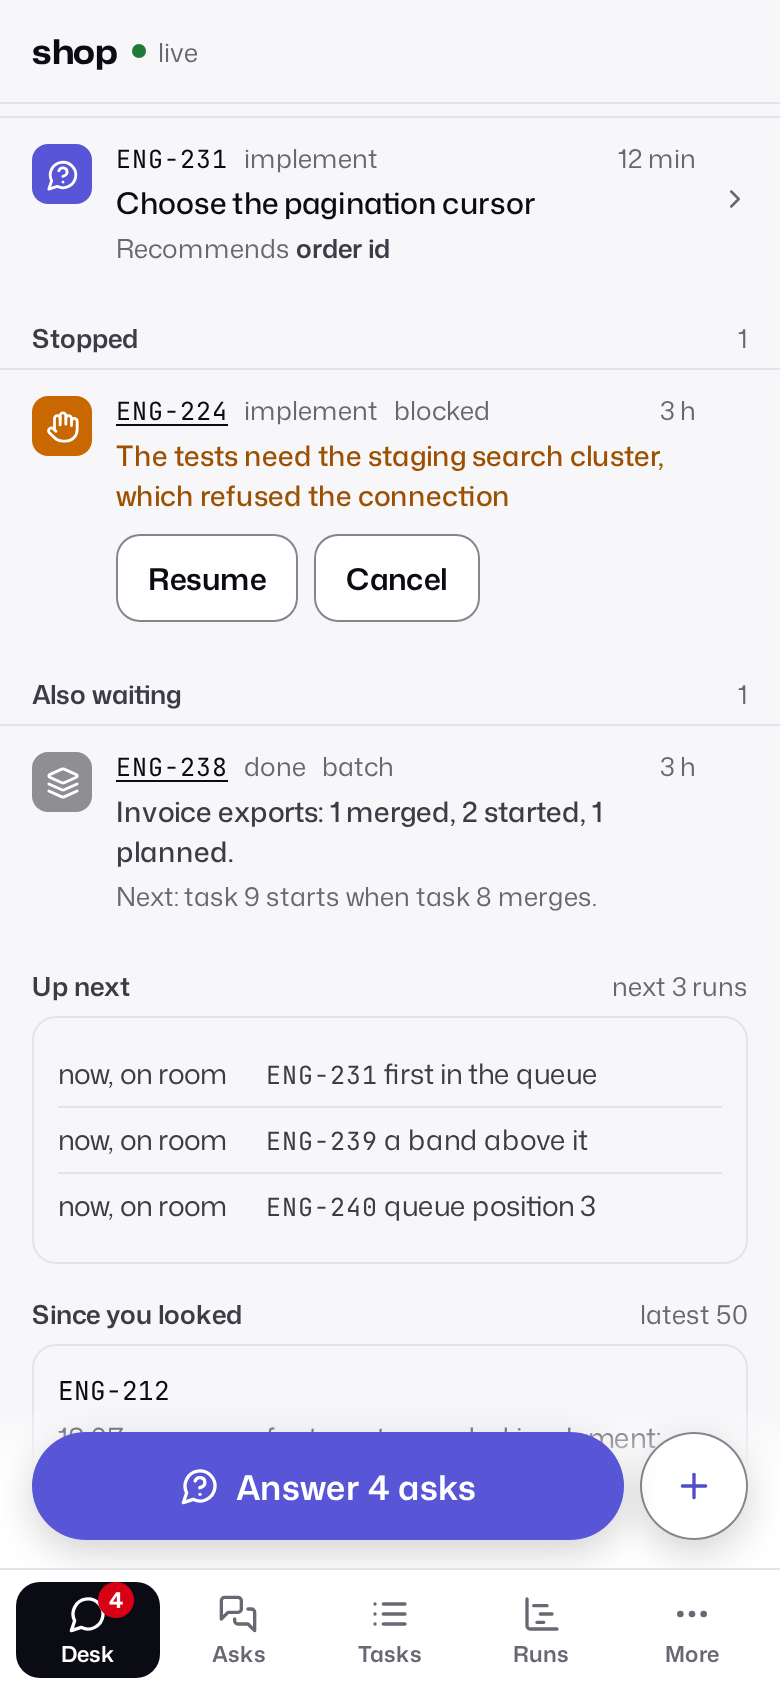 shop live
ENG-231 implement 12 min
Choose the pagination cursor
Recommends order id
Stopped 1
ENG-224 implement blocked 3 h
The tests need the staging search cluster,
which refused the connection
Resume Cancel
Also waiting 1
ENG-238 done batch 3 h
Invoice exports: 1 merged, 2 started, 1
planned.
Next: task 9 starts when task 8 merges.
Up next next 3 runs
now, on room ENG-231 first in the queue
now, on room ENG-239 a band above it
now, on room ENG-240 queue position 3
Since you looked latest 50
ENG-212
Answer 4 asks
4
Desk Asks Tasks Runs More